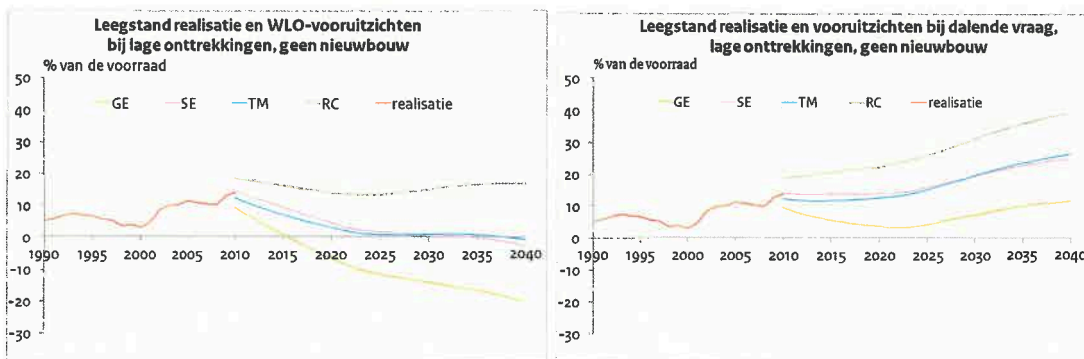 Leegstand realisatie en WLO-vooruitzichten
bij lage onttrekkingen, geen nieuwbouw
% van de voorraad
50
40
30
20
10
0
-10
-20
-30
GE SE TM RC realisatie
1990 1995 2000 2005 2010 2015 2020 2025 2030 2035 2040
Leegstand realisatie en vooruitzichten bij dalende vraag,
lage onttrekkingen, geen nieuwbouw
% van de voorraad
50
40
30
20
10
0
-10
-20
-30
GE SE TM RC realisatie
1990 1995 2000 2005 2010 2015 2020 2025 2030 2035 2040